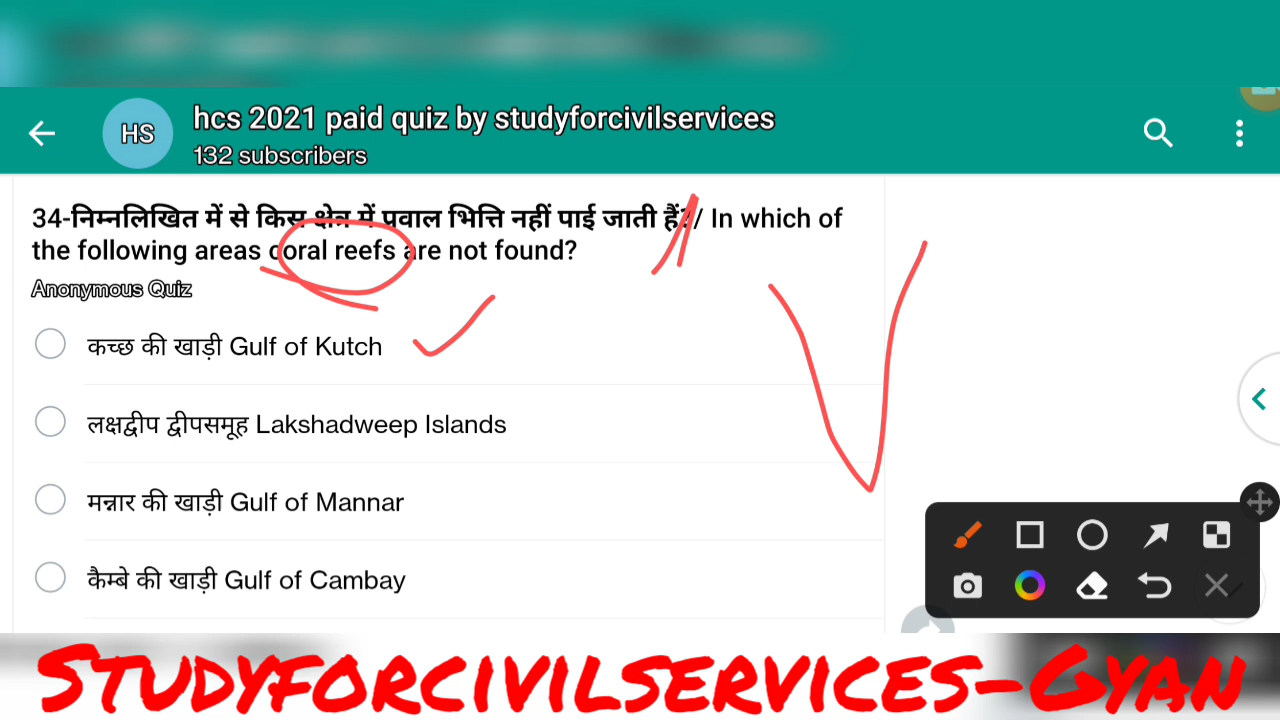 HS
hcs 2021 paid quiz by studyforcivilservices
132 subscribers
34-निम्नलिखित में से किस क्षेत्र में प्रवाल भित्ति नहीं पाई जाती हैं?/ In which of
the following areas coral reefs are not found?
Anonymous Quiz
कच्छ की खाड़ी Gulf of Kutch
लक्षद्वीप द्वीपसमूह Lakshadweep Islands
मन्नार की खाड़ी Gulf of Mannar
कैम्बे की खाड़ी Gulf of Cambay
STUDYFORCIVILSERVICES-GYAN